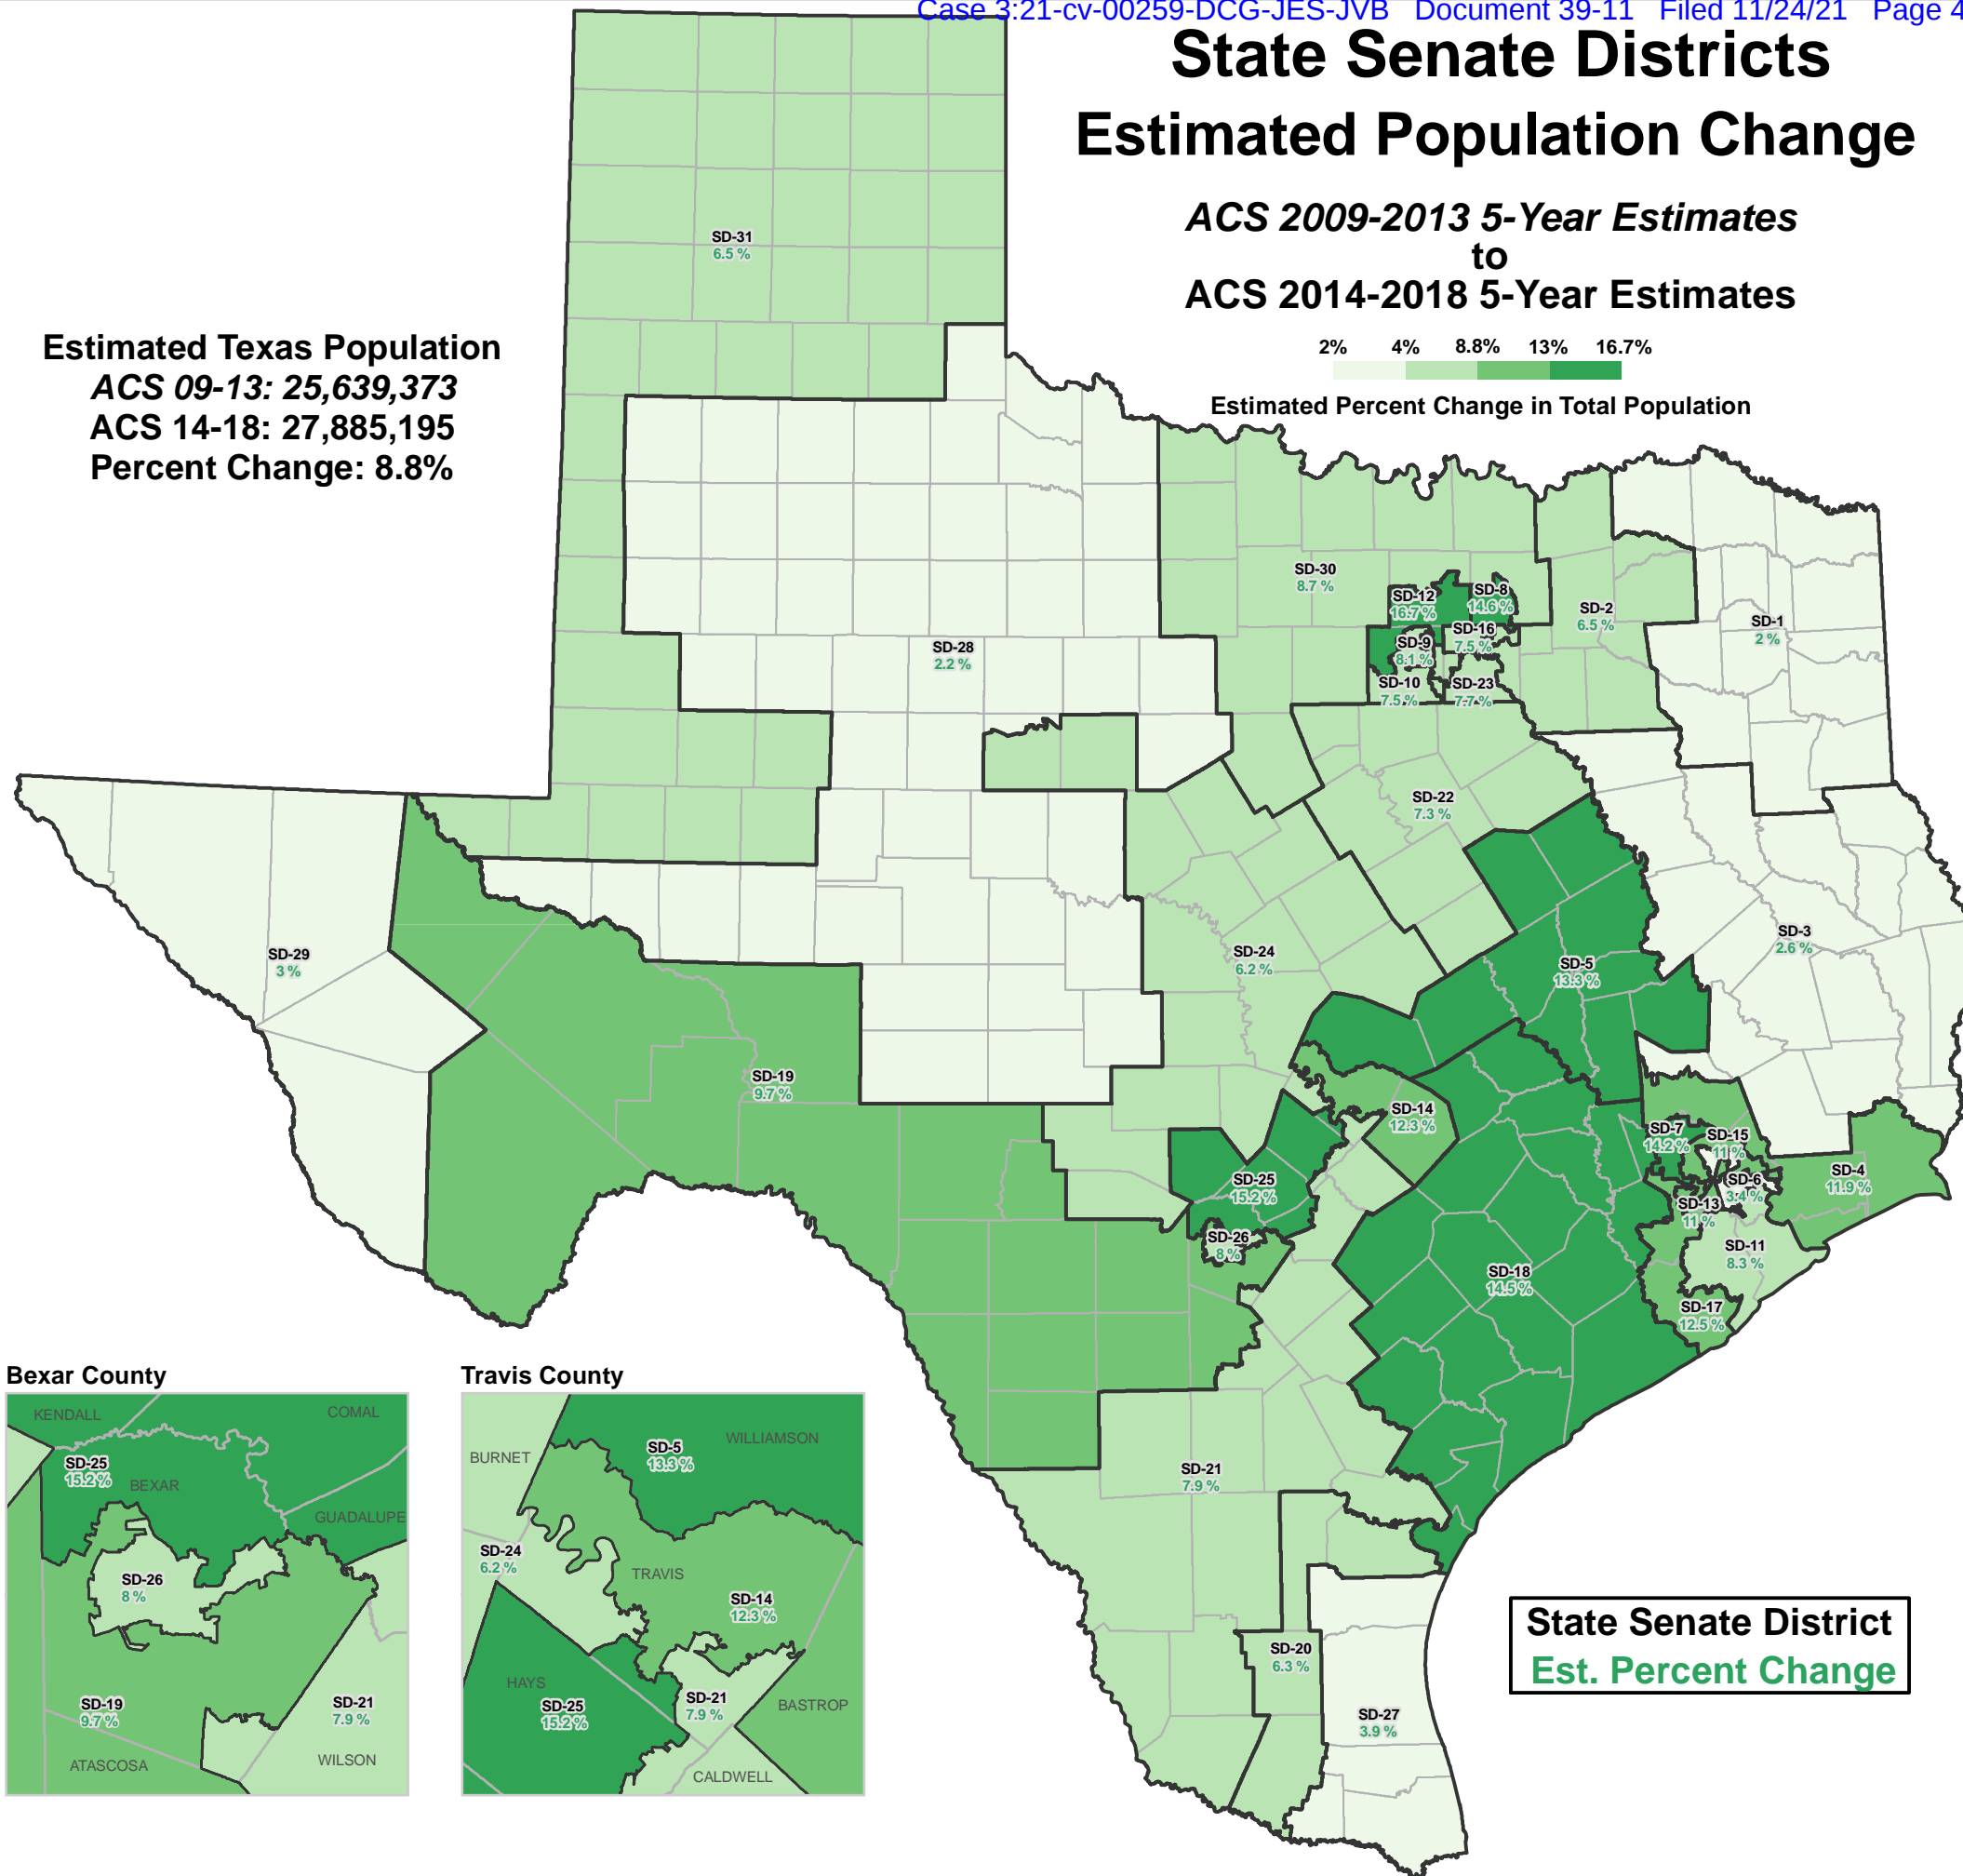 Case 3:21-cv-00259-DCG-JES-JVB Document 39-11 Filed 11/24/21 Page 4
State Senate Districts
Estimated Population Change
ACS 2009-2013 5-Year Estimates
to
ACS 2014-2018 5-Year Estimates
2% 4% 8.8% 13% 16.7%
Estimated Percent Change in Total Population
Estimated Texas Population
ACS 09-13: 25,639,373
ACS 14-18: 27,885,195
Percent Change: 8.8%
SD-31
6.5 %
SD-30
8.7 %
SD-12
16.7 %
SD-8
14.6 %
SD-2
6.5 %
SD-1
2 %
SD-16
7.5 %
SD-9
8.1 %
SD-10
7.5 %
SD-23
7.7 %
SD-28
2.2 %
SD-22
7.3 %
SD-29
3 %
SD-24
6.2 %
SD-5
13.3 %
SD-3
2.6 %
SD-19
9.7 %
SD-14
12.3 %
SD-7
14.2 %
SD-15
11 %
SD-4
11.9 %
SD-6
3.4 %
SD-13
11 %
SD-25
15.2 %
SD-26
8 %
SD-11
8.3 %
SD-18
14.5 %
SD-17
12.5 %
SD-21
7.9 %
SD-20
6.3 %
SD-27
3.9 %
Bexar County
KENDALL
COMAL
SD-25
15.2 %
BEXAR
GUADALUPE
SD-26
8 %
SD-19
9.7 %
SD-21
7.9 %
ATASCOSA
WILSON
Travis County
BURNET
SD-5
13.3 %
WILLIAMSON
SD-24
6.2 %
TRAVIS
SD-14
12.3 %
HAYS
SD-25
15.2 %
SD-21
7.9 %
BASTROP
CALDWELL
State Senate District
Est. Percent Change